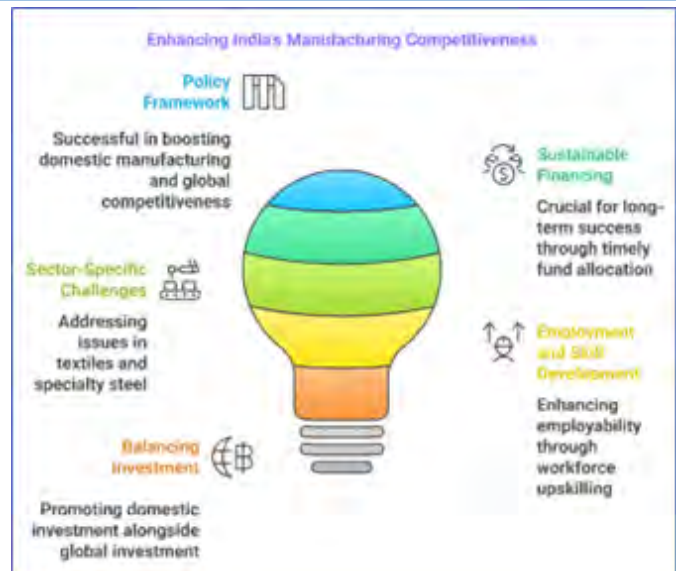 Enhancing India's Manufacturing Competitiveness
Policy
Framework
Successful in boosting
domestic manufacturing
and global
competitiveness
Sustainable
Financing
Crucial for long-
term success
through timely
fund allocation
Sector-Specific
Challenges
Addressing
issues in
textiles and
specialty steel
Employment
and Skill
Development
Enhancing
employability
through
workforce
upskilling
Balancing
Investment
Promoting domestic
investment alongside
global investment